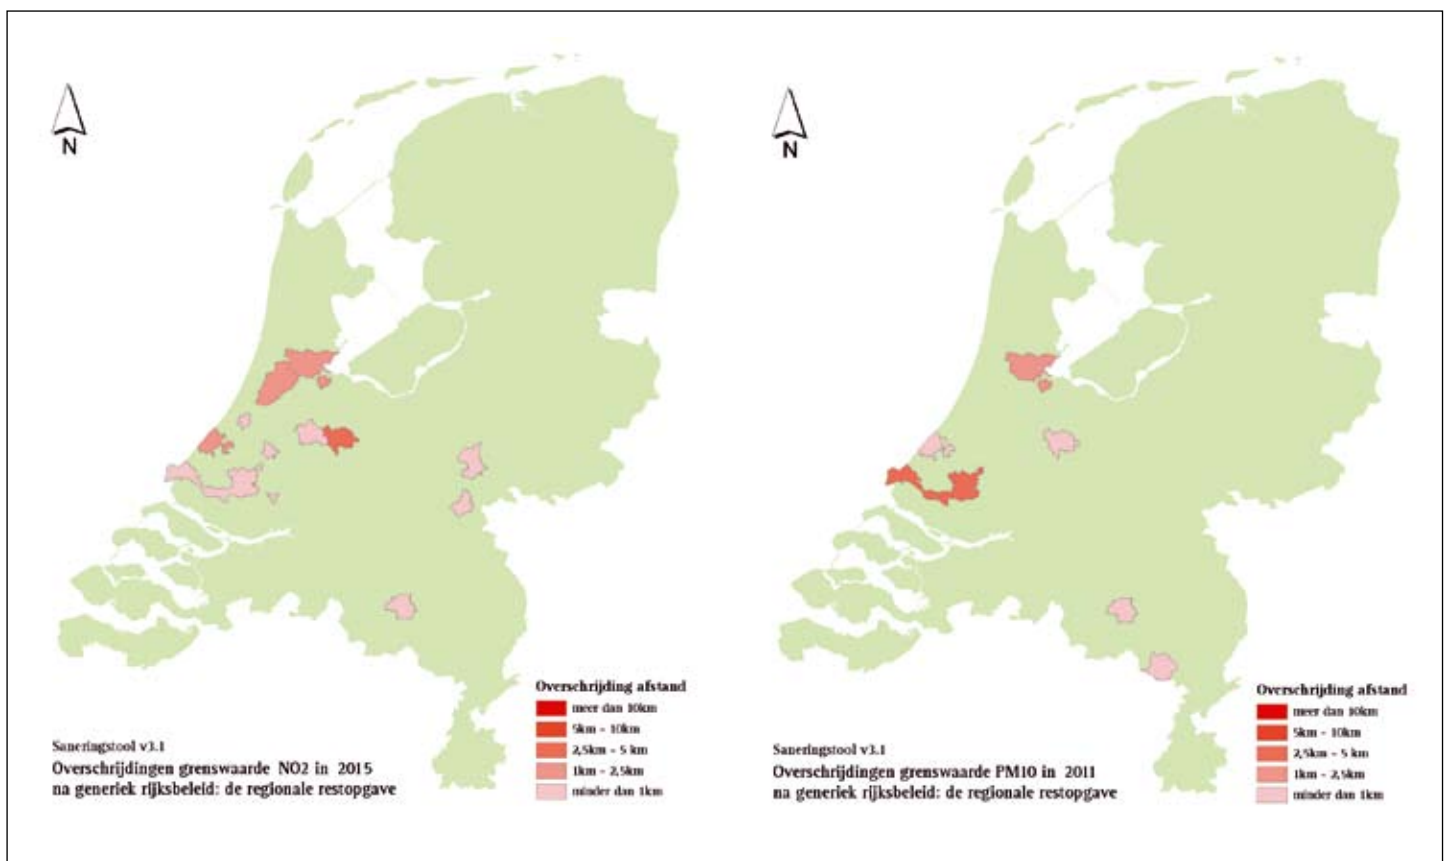 N
Overschrijding afstand
meer dan 10km
5km - 10km
2,5km - 5 km
1km - 2,5km
minder dan 1km
Saneringstool v3.1
Overschrijdingen grenswaarde NO2 in 2015
na generiek rijksbeleid: de regionale restopgave
N
Overschrijding afstand
meer dan 10km
5km - 10km
2,5km - 5 km
1km - 2,5km
minder dan 1km
Saneringstool v3.1
Overschrijdingen grenswaarde PM10 in 2011
na generiek rijksbeleid: de regionale restopgave